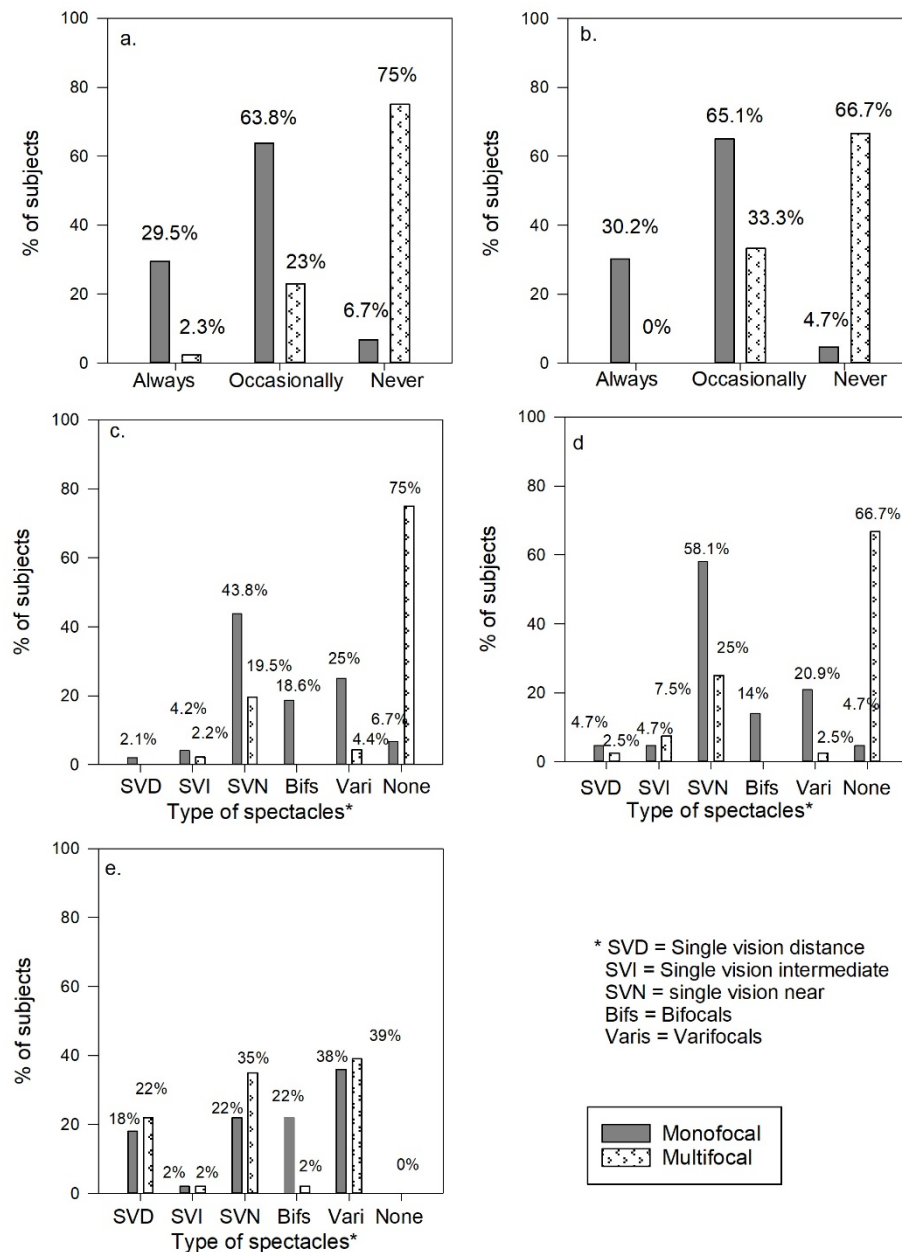 a.
% of subjects
100
80
60
40
20
0
29.5%
2.3%
63.8%
23%
6.7%
75%
Always Occasionally Never
b.
% of subjects
100
80
60
40
20
0
30.2%
0%
65.1%
33.3%
4.7%
66.7%
Always Occasionally Never
c.
% of subjects
100
80
60
40
20
0
2.1%
4.2%
2.2%
43.8%
19.5%
18.6%
25%
4.4%
6.7%
75%
SVD SVI SVN Bifs Vari None
Type of spectacles*
d
% of subjects
100
80
60
40
20
0
4.7%
2.5%
4.7%
7.5%
58.1%
25%
14%
20.9%
2.5%
4.7%
66.7%
SVD SVI SVN Bifs Vari None
Type of spectacles*
e.
% of subjects
100
80
60
40
20
0
18%
22%
2%
2%
22%
35%
22%
2%
38%
39%
0%
SVD SVI SVN Bifs Vari None
Type of spectacles*
* SVD = Single vision distance
SVI = Single vision intermediate
SVN = single vision near
Bifs = Bifocals
Varis = Varifocals
Monofocal
Multifocal